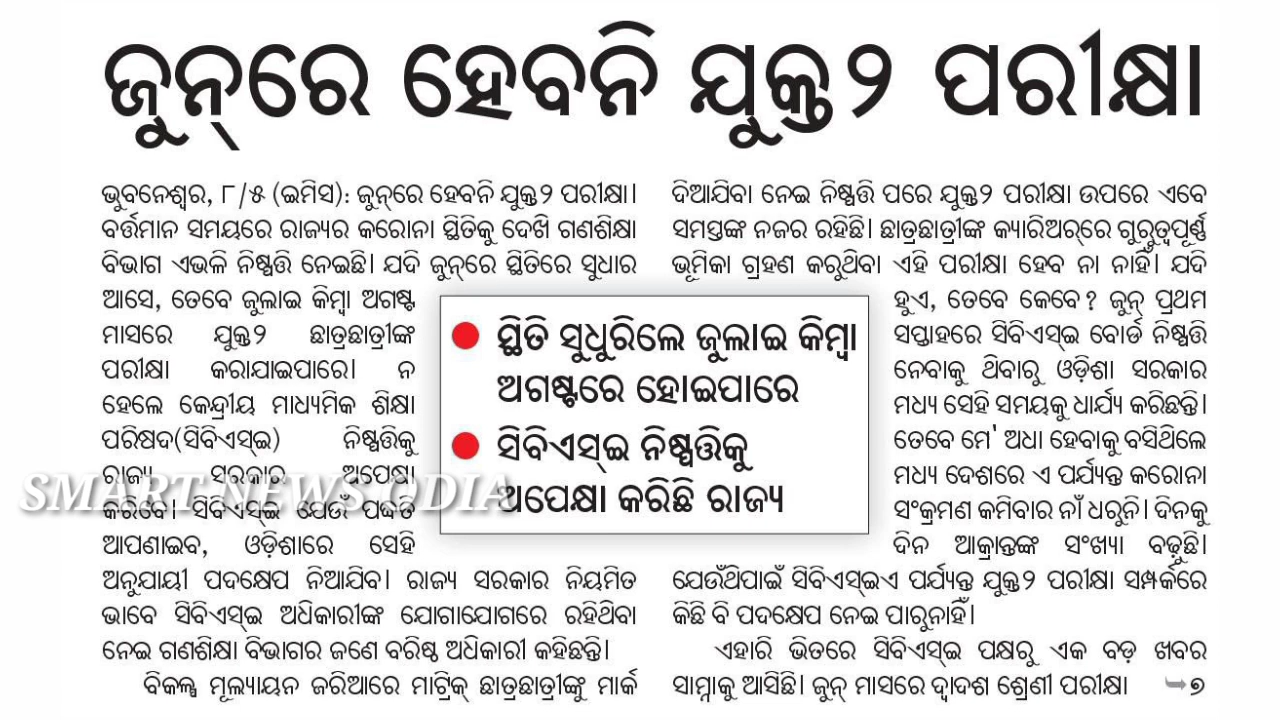 ଜୁନ୍‌ରେ ହେବନି ଯୁକ୍ତ୨ ପରୀକ୍ଷା
ଭୁବନେଶ୍ୱର, ୮/୫ (ଇମିସ): ଜୁନ୍‌ରେ ହେବନି ଯୁକ୍ତ୨ ପରୀକ୍ଷା।
ବର୍ତ୍ତମାନ ସମୟରେ ରାଜ୍ୟର କରୋନା ସ୍ଥିତିକୁ ଦେଖି ଗଣଶିକ୍ଷା
ବିଭାଗ ଏଭଳି ନିଷ୍ପତ୍ତି ନେଇଛି। ଯଦି ଜୁନ୍‌ରେ ସ୍ଥିତିରେ ସୁଧାର
ଆସେ, ତେବେ ଜୁଲାଇ କିମ୍ବା ଅଗଷ୍ଟ
ମାସରେ ଯୁକ୍ତ୨ ଛାତ୍ରଛାତ୍ରୀଙ୍କ
ପରୀକ୍ଷା କରାଯାଇପାରେ। ନ
ହେଲେ କେନ୍ଦ୍ରୀୟ ମାଧ୍ୟମିକ ଶିକ୍ଷା
ପରିଷଦ(ସିବିଏସ୍‌ଇ) ନିଷ୍ପତ୍ତିକୁ
ରାଜ୍ୟ ସରକାର ଅପେକ୍ଷା
କରିବେ। ସିବିଏସ୍‌ଇ ଯେଉଁ ପଦ୍ଧତି
ଆପଣାଇବ, ଓଡ଼ିଶାରେ ସେହି
ଅନୁଯାୟୀ ପଦକ୍ଷେପ ନିଆଯିବ। ରାଜ୍ୟ ସରକାର ନିୟମିତ
ଭାବେ ସିବିଏସ୍‌ଇ ଅଧିକାରୀଙ୍କ ଯୋଗାଯୋଗରେ ରହିଥିବା
ନେଇ ଗଣଶିକ୍ଷା ବିଭାଗର ଜଣେ ବରିଷ୍ଠ ଅଧିକାରୀ କହିଛନ୍ତି।
ବିକଳ୍ପ ମୂଲ୍ୟାୟନ ଜରିଆରେ ମାଟ୍ରିକ୍ ଛାତ୍ରଛାତ୍ରୀଙ୍କୁ ମାର୍କ
● ସ୍ଥିତି ସୁଧୁରିଲେ ଜୁଲାଇ କିମ୍ବା
ଅଗଷ୍ଟରେ ହୋଇପାରେ
● ସିବିଏସ୍‌ଇ ନିଷ୍ପତ୍ତିକୁ
ଅପେକ୍ଷା କରିଛି ରାଜ୍ୟ
ଦିଆଯିବା ନେଇ ନିଷ୍ପତ୍ତି ପରେ ଯୁକ୍ତ୨ ପରୀକ୍ଷା ଉପରେ ଏବେ
ସମସ୍ତଙ୍କ ନଜର ରହିଛି। ଛାତ୍ରଛାତ୍ରୀଙ୍କ କ୍ୟାରିଅର୍‌ରେ ଗୁରୁତ୍ୱପୂର୍ଣ୍ଣ
ଭୂମିକା ଗ୍ରହଣ କରୁଥିବା ଏହି ପରୀକ୍ଷା ହେବ ନା ନାହିଁ। ଯଦି
ହୁଏ, ତେବେ କେବେ? ଜୁନ୍ ପ୍ରଥମ
ସପ୍ତାହରେ ସିବିଏସ୍‌ଇ ବୋର୍ଡ ନିଷ୍ପତ୍ତି
ନେବାକୁ ଥିବାରୁ ଓଡ଼ିଶା ସରକାର
ମଧ୍ୟ ସେହି ସମୟକୁ ଧାର୍ଯ୍ୟ କରିଛନ୍ତି।
ତେବେ ମେ' ଅଧା ହେବାକୁ ବସିଥିଲେ
ମଧ୍ୟ ଦେଶରେ ଏ ପର୍ଯ୍ୟନ୍ତ କରୋନା
ସଂକ୍ରମଣ କମିବାର ନାଁ ଧରୁନି। ଦିନକୁ
ଦିନ ଆକ୍ରାନ୍ତଙ୍କ ସଂଖ୍ୟା ବଢ଼ୁଛି।
ଯେଉଁଥିପାଇଁ ସିବିଏସ୍‌ଇଏ ପର୍ଯ୍ୟନ୍ତ ଯୁକ୍ତ୨ ପରୀକ୍ଷା ସମ୍ପର୍କରେ
କିଛି ବି ପଦକ୍ଷେପ ନେଇ ପାରୁନାହିଁ।
ଏହାରି ଭିତରେ ସିବିଏସ୍‌ଇ ପକ୍ଷରୁ ଏକ ବଡ଼ ଖବର
ସାମ୍ନାକୁ ଆସିଛି। ଜୁନ୍ ମାସରେ ଦ୍ୱାଦଶ ଶ୍ରେଣୀ ପରୀକ୍ଷା ➥୭
SMART NEWS ODIA